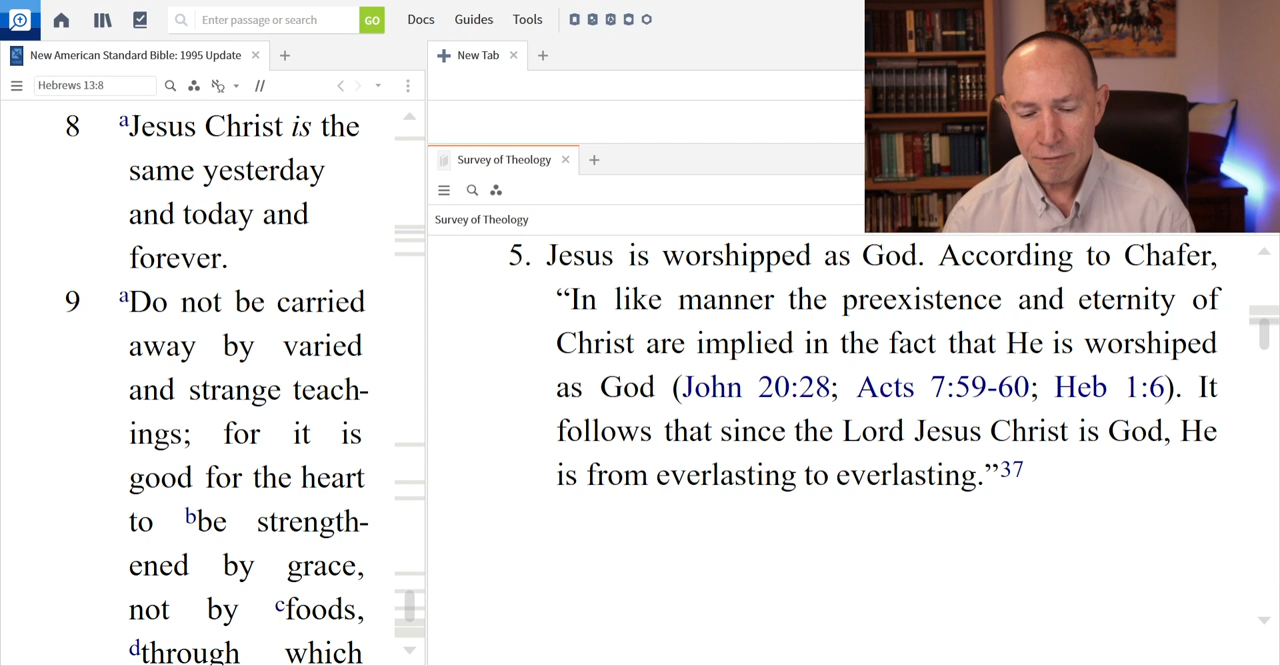 Enter passage or search
GO
Docs
Guides
Tools
New American Standard Bible: 1995 Update
Hebrews 13:8
8 aJesus Christ is the
same yesterday
and today and
forever.
9 aDo not be carried
away by varied
and strange teach-
ings; for it is
good for the heart
to bbe strength-
ened by grace,
not by cfoods,
dthrough which
New Tab
Survey of Theology
Survey of Theology
5. Jesus is worshipped as God. According to Chafer,
“In like manner the preexistence and eternity of
Christ are implied in the fact that He is worshiped
as God (John 20:28; Acts 7:59-60; Heb 1:6). It
follows that since the Lord Jesus Christ is God, He
is from everlasting to everlasting.”37